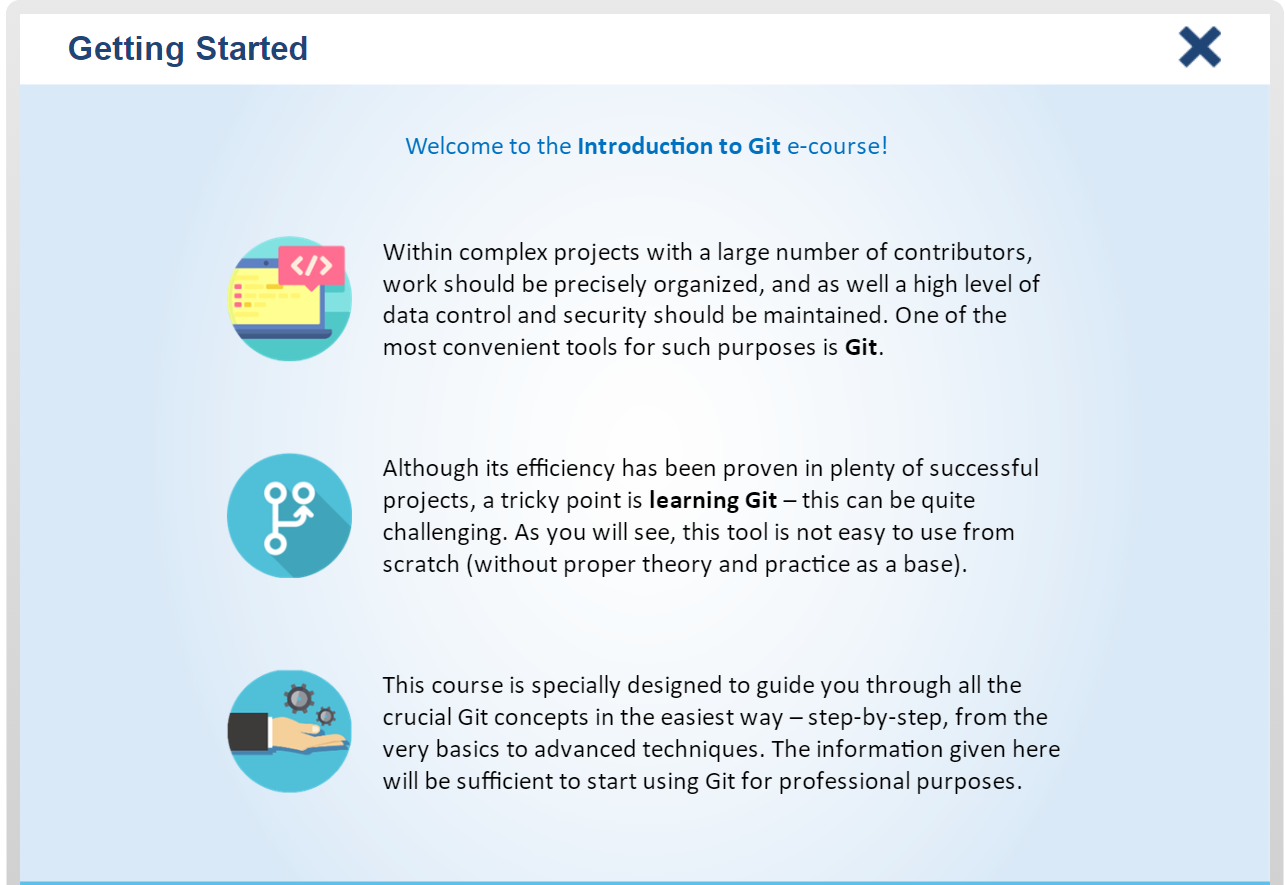 Getting Started
Welcome to the Introduction to Git e-course!
</>
Within complex projects with a large number of contributors,
work should be precisely organized, and as well a high level of
data control and security should be maintained. One of the
most convenient tools for such purposes is Git.
Although its efficiency has been proven in plenty of successful
projects, a tricky point is learning Git – this can be quite
challenging. As you will see, this tool is not easy to use from
scratch (without proper theory and practice as a base).
This course is specially designed to guide you through all the
crucial Git concepts in the easiest way – step-by-step, from the
very basics to advanced techniques. The information given here
will be sufficient to start using Git for professional purposes.